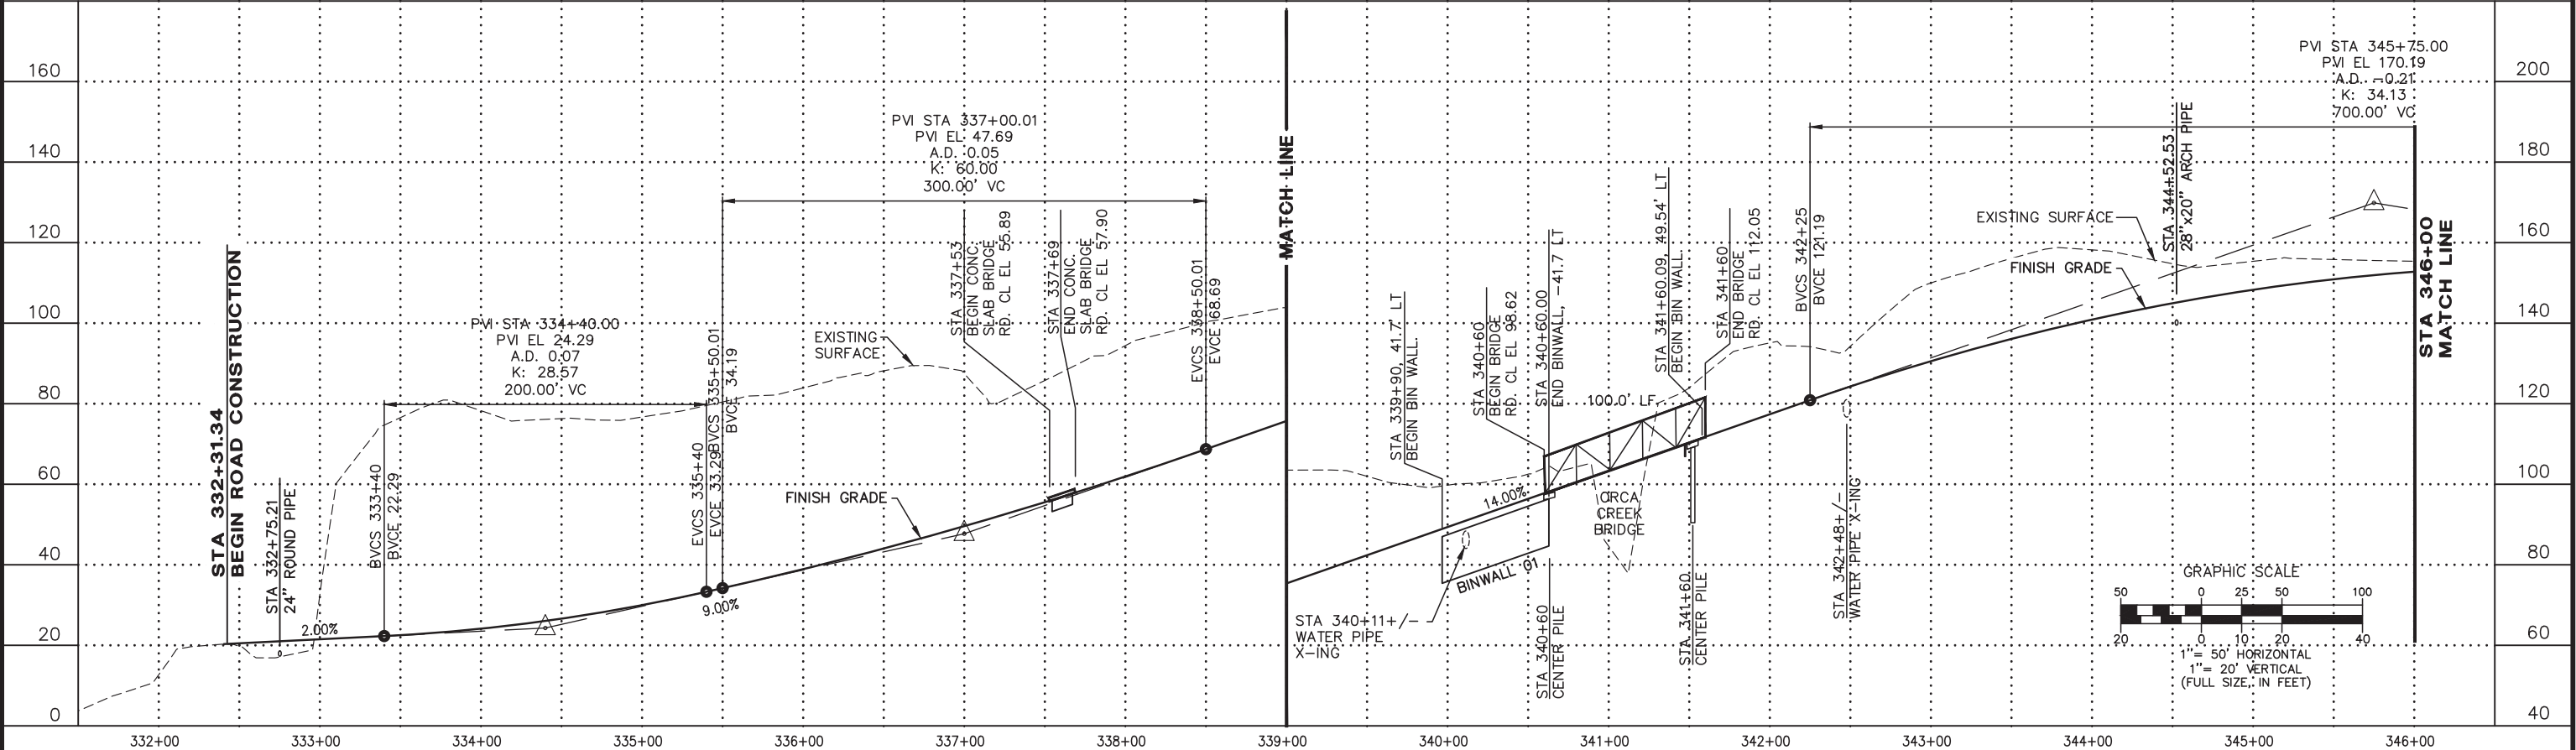 160
140
120
100
80
60
40
20
0
STA 332+31.34
BEGIN ROAD CONSTRUCTION
STA 332+75.21
24" ROUND PIPE
2.00%
BVCS 333+40
BVCE 22.29
PVI STA 334+40.00
PVI EL 24.29
A.D. 0.07
K: 28.57
200.00' VC
EVCS 335+40
EVCE 33.29
BVCS 335+50.01
BVCE 34.19
9.00%
EXISTING
SURFACE
FINISH GRADE
PVI STA 337+00.01
PVI EL 47.69
A.D. 0.05
K: 60.00
300.00' VC
STA 337+53
BEGIN CONC.
SLAB BRIDGE
RD. CL EL 55.89
STA 337+69
END CONC.
SLAB BRIDGE
RD. CL EL 57.90
EVCS 338+50.01
EVCE 68.69
MATCH LINE
STA 339+90, 41.7' LT
BEGIN BIN WALL.
STA 340+60
BEGIN BRIDGE
RD. CL EL 98.62
STA 340+60.00
END BINWALL, -41.7 LT
100.0' LF
STA 341+60.09, 49.54' LT
BEGIN BIN WALL.
STA 341+60
END BRIDGE
RD. CL EL 112.05
BVCS 342+25
BVCE 121.19
14.00%
ORCA
CREEK
BRIDGE
BINWALL 01
STA 340+11+/-
WATER PIPE
X-ING
STA 340+60
CENTER PILE
STA 341+60
CENTER PILE
STA 342+48+/-
WATER PIPE X-ING
EXISTING SURFACE
FINISH GRADE
STA 344+52.53
28"x20" ARCH PIPE
PVI STA 345+75.00
PVI EL 170.19
A.D. -0.21
K: 34.13
700.00' VC
STA 346+00
MATCH LINE
GRAPHIC SCALE
50 0 25 50 100
20 0 10 20 40
1"= 50' HORIZONTAL
1"= 20' VERTICAL
(FULL SIZE, IN FEET)
200
180
160
140
120
100
80
60
40
332+00 333+00 334+00 335+00 336+00 337+00 338+00 339+00 340+00 341+00 342+00 343+00 344+00 345+00 346+00